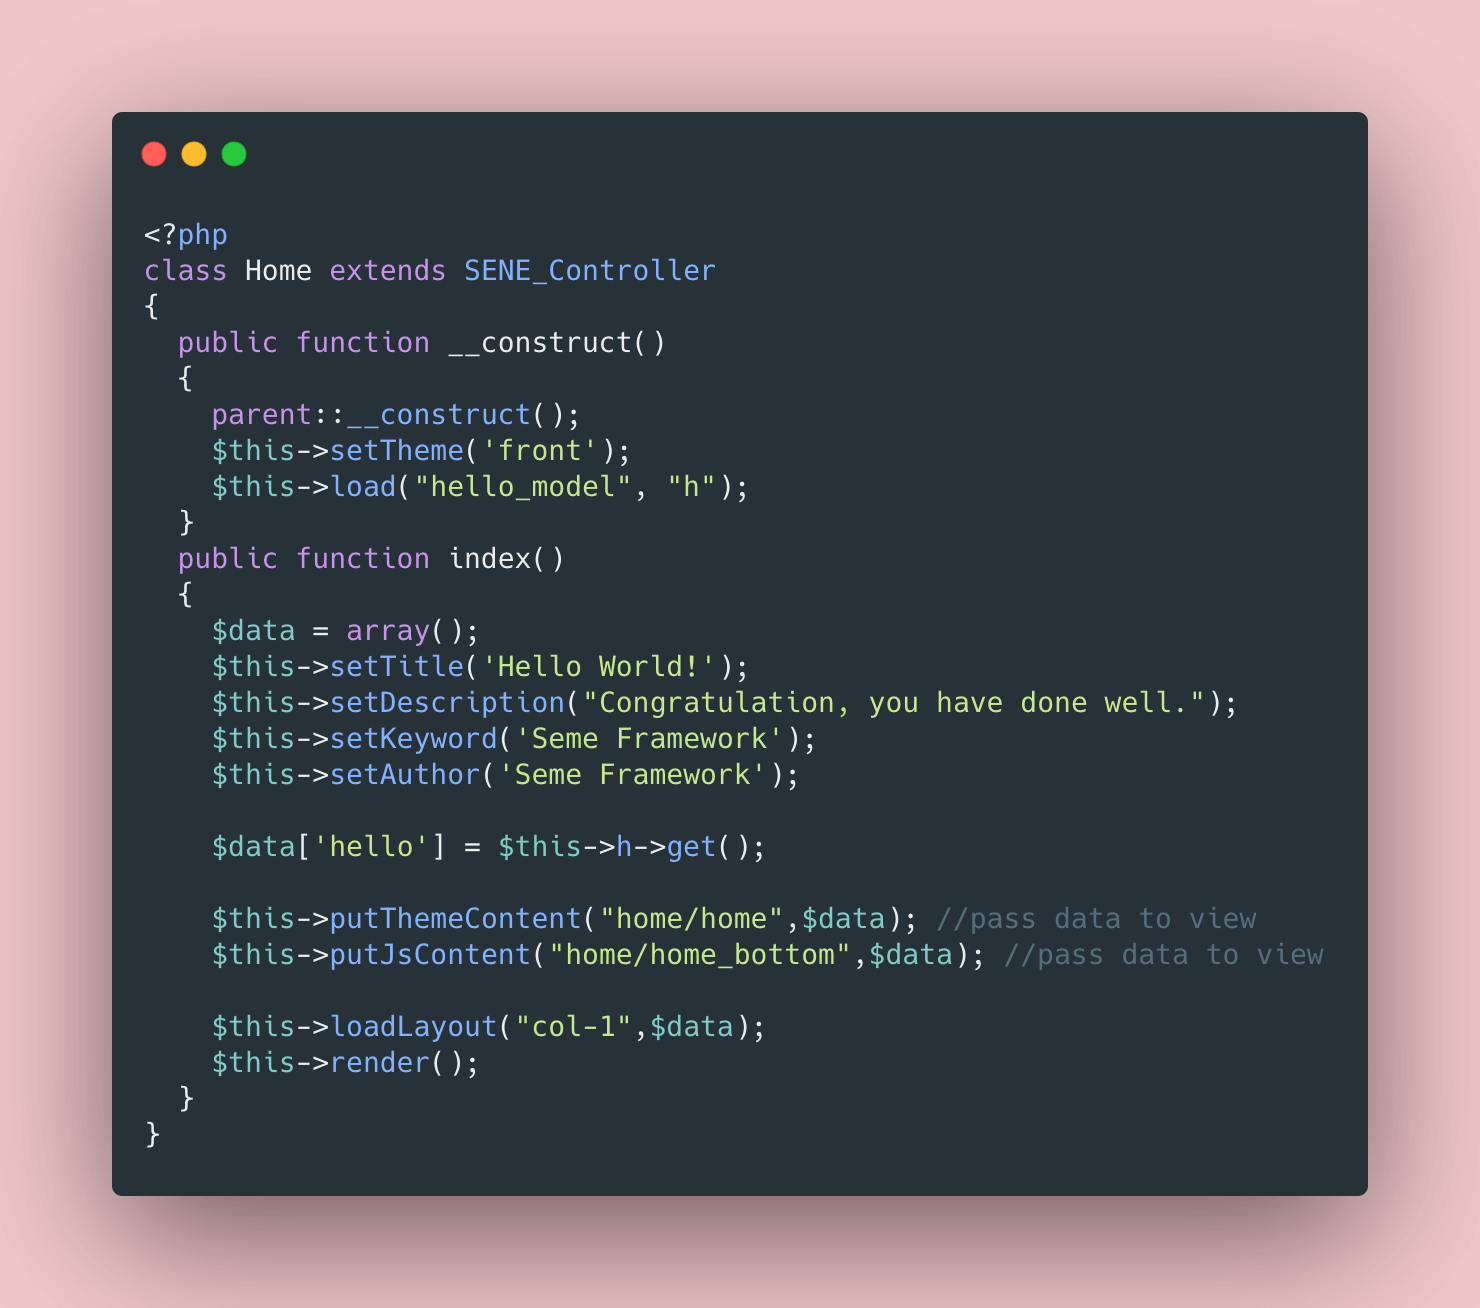 <?php
class Home extends SENE_Controller
{
  public function __construct()
  {
    parent::__construct();
    $this->setTheme('front');
    $this->load("hello_model", "h");
  }
  public function index()
  {
    $data = array();
    $this->setTitle('Hello World!');
    $this->setDescription("Congratulation, you have done well.");
    $this->setKeyword('Seme Framework');
    $this->setAuthor('Seme Framework');

    $data['hello'] = $this->h->get();

    $this->putThemeContent("home/home",$data); //pass data to view
    $this->putJsContent("home/home_bottom",$data); //pass data to view

    $this->loadLayout("col-1",$data);
    $this->render();
  }
}